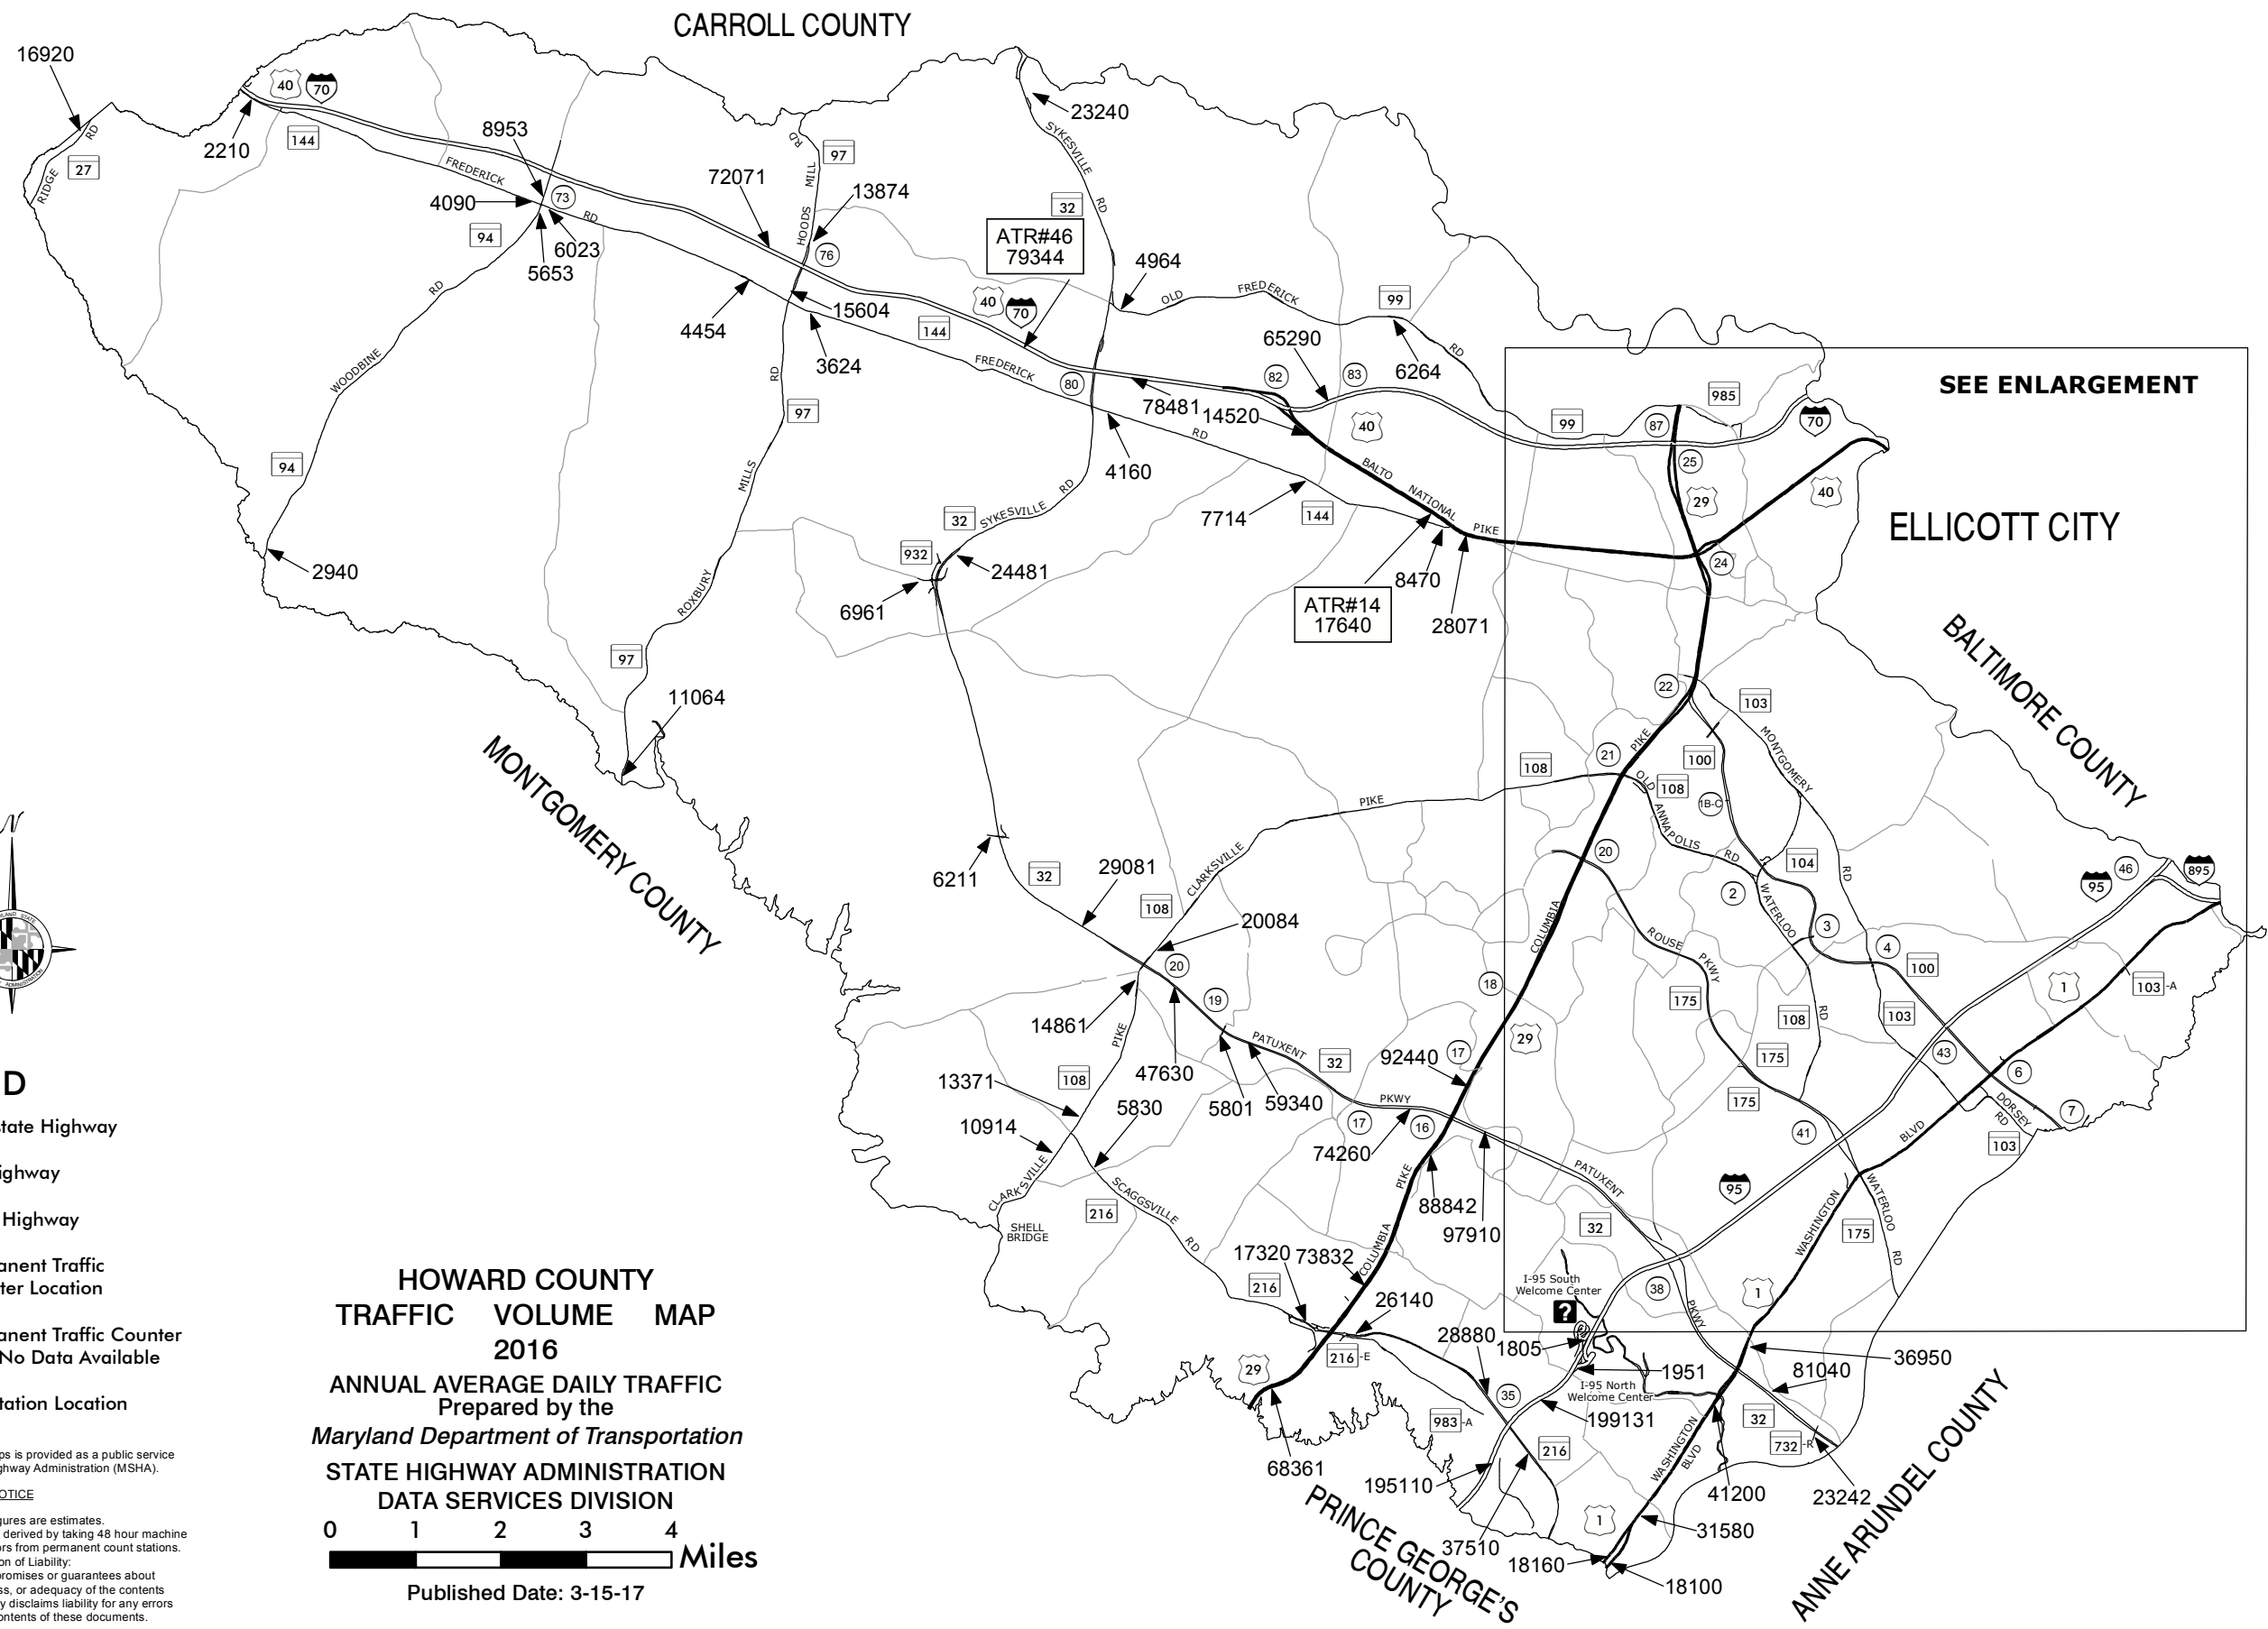 CARROLL COUNTY
16920
40
70
2210
144
27
RIDGE
RD
FREDERICK
RD
8953
4090
73
94
6023
5653
72071
RD
97
HOODS MILL
13874
76
15604
4454
3624
23240
SYKESVILLE
RD
32
ATR#46
79344
40
70
144
FREDERICK
80
4964
OLD
FREDERICK
99
RD
6264
65290
82
83
78481
14520
40
4160
RD
7714
144
BALTO
NATIONAL
PIKE
ATR#14
17640
8470
28071
SEE ENLARGEMENT
985
99
87
70
25
29
40
24
ELLICOTT CITY
WOODBINE
RD
94
2940
RD
97
MILLS
ROXBURY
97
11064
32
SYKESVILLE
RD
932
24481
6961
MONTGOMERY COUNTY
BALTIMORE COUNTY
22
103
PIKE
21
100
MONTGOMERY
108
OLD
108
1B-C
ANNAPOLIS
RD
104
RD
20
2
WATERLOO
3
4
100
46
95
895
PIKE
CLARKSVILLE
6211
32
29081
108
20084
20
19
14861
PIKE
47630
PATUXENT
32
COLUMBIA
ROUSE
PKWY
18
175
29
108
RD
103
1
103-A
175
43
175
6
41
7
DORSEY
RD
103
BLVD
13371
108
5830
5801
59340
92440
17
PKWY
17
16
74260
10914
CLARKSVILLE
SHELL
BRIDGE
216
SCAGGSVILLE
RD
PIKE
88842
97910
PATUXENT
32
95
WASHINGTON
WATERLOO
175
RD
17320
73832
COLUMBIA
216
26140
216-E
29
68361
28880
I-95 South
Welcome Center
?
38
PKWY
1
1805
1951
I-95 North
Welcome Center
35
199131
983-A
216
195110
36950
81040
32
732-R
WASHINGTON
BLVD
41200
23242
37510
1
31580
18160
18100
PRINCE GEORGE'S
COUNTY
ANNE ARUNDEL COUNTY
N
D
tate Highway
ighway
Highway
anent Traffic
ter Location
anent Traffic Counter
No Data Available
tation Location
ps is provided as a public service
ghway Administration (MSHA).
OTICE
gures are estimates.
derived by taking 48 hour machine
ors from permanent count stations.
on of Liability:
promises or guarantees about
ss, or adequacy of the contents
y disclaims liability for any errors
ontents of these documents.
HOWARD COUNTY
TRAFFIC VOLUME MAP
2016
ANNUAL AVERAGE DAILY TRAFFIC
Prepared by the
Maryland Department of Transportation
STATE HIGHWAY ADMINISTRATION
DATA SERVICES DIVISION
0 1 2 3 4
Miles
Published Date: 3-15-17